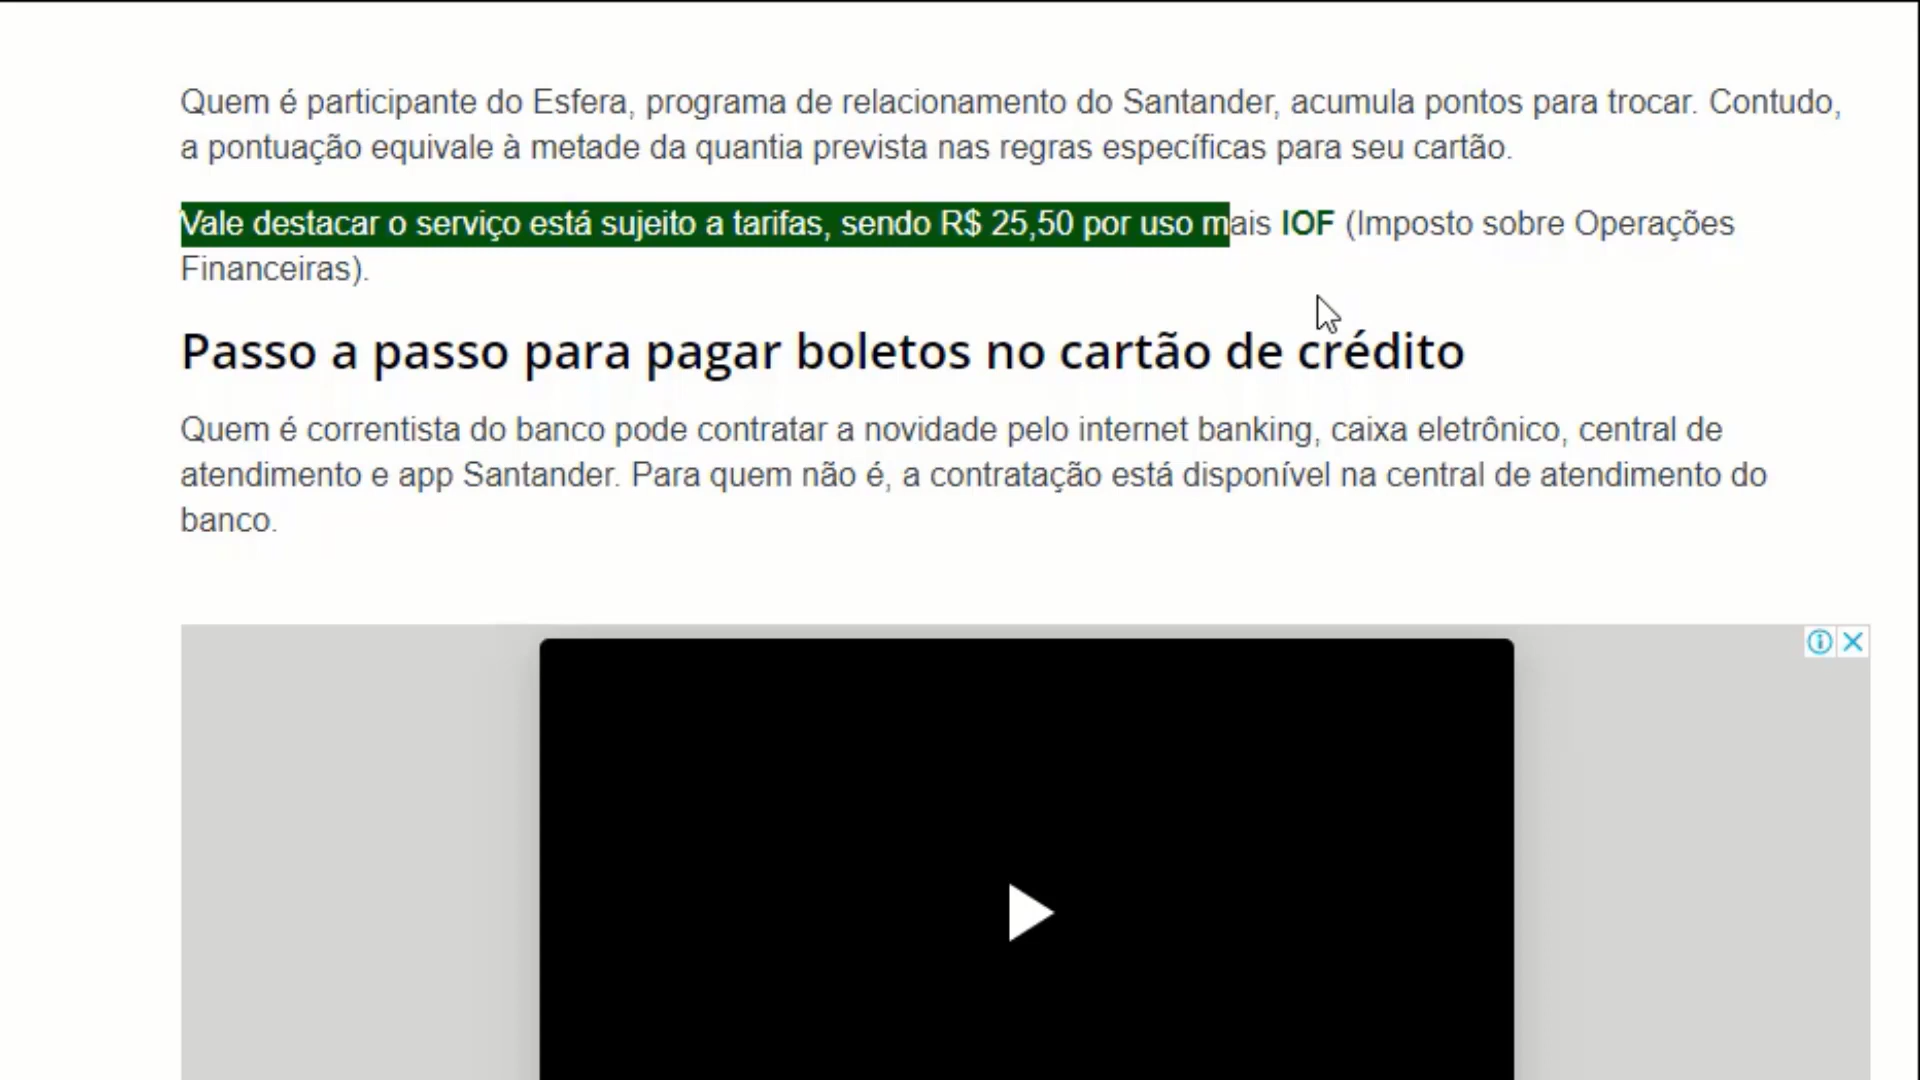 Quem é participante do Esfera, programa de relacionamento do Santander, acumula pontos para trocar. Contudo,
a pontuação equivale à metade da quantia prevista nas regras específicas para seu cartão.
Vale destacar o serviço está sujeito a tarifas, sendo R$ 25,50 por uso mais IOF (Imposto sobre Operações
Financeiras).
Passo a passo para pagar boletos no cartão de crédito
Quem é correntista do banco pode contratar a novidade pelo internet banking, caixa eletrônico, central de
atendimento e app Santander. Para quem não é, a contratação está disponível na central de atendimento do
banco.